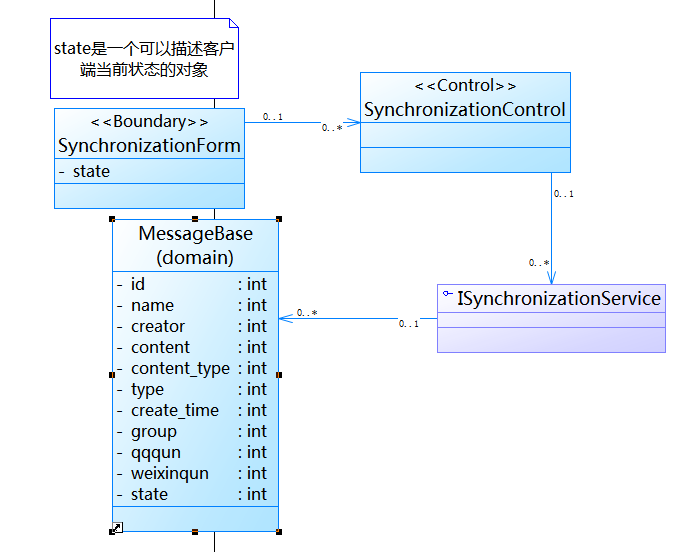 state是一个可以描述客户
端当前状态的对象
<<Boundary>>
SynchronizationForm
- state
0..1
0..*
<<Control>>
SynchronizationControl
0..1
0..*
ISynchronizationService
0..1
0..*
MessageBase
(domain)
- id : int
- name : int
- creator : int
- content : int
- content_type : int
- type : int
- create_time : int
- group : int
- qqqun : int
- weixinqun : int
- state : int